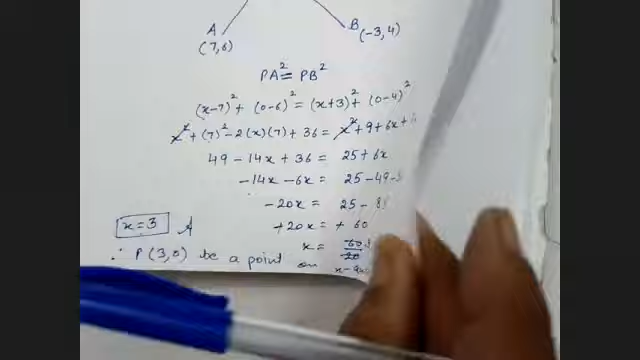 A
(7,6)
B
(-3,4)
PA² = PB²
(x-7)² + (0-6)² = (x+3)² + (0-4)²
x² + (7)² - 2(x)(7) + 36 = x² + 9 + 6x +
49 - 14x + 36 = 25 + 6x
-14x - 6x = 25 - 49 -
-20x = 25 - 8
+20x = + 60
x = 60/20
x=3
∴ P(3,0) be a point on